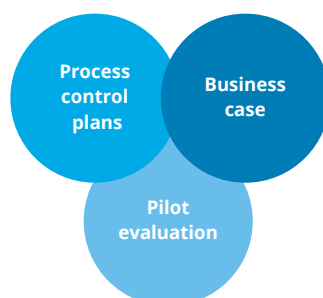 Process
control
plans
Business
case
Pilot
evaluation